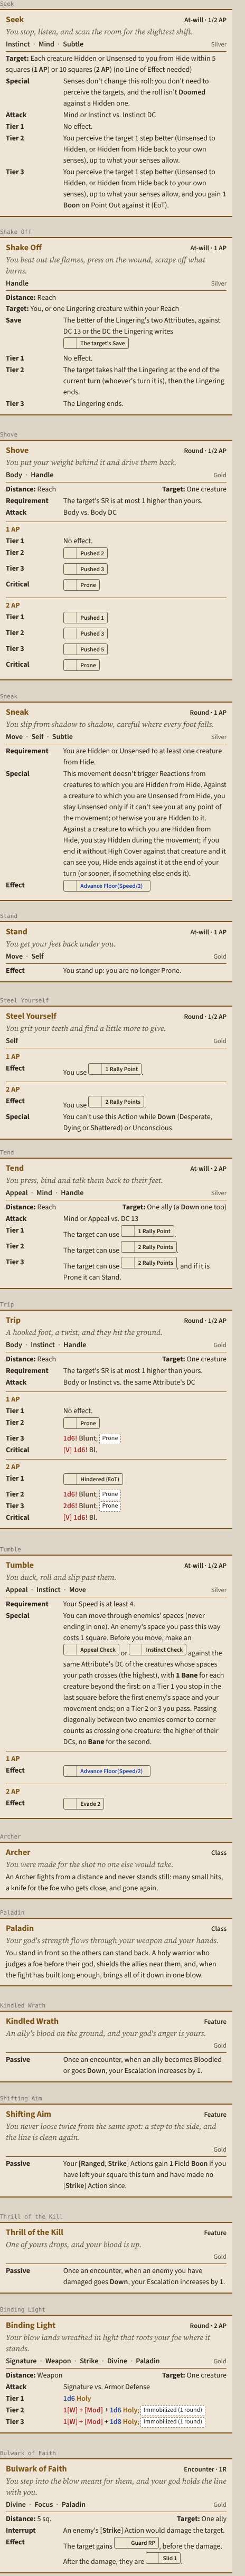 Seek
Seek At-will · 1/2 AP
You stop, listen, and scan the room for the slightest shift.
Instinct · Mind · Subtle Silver
Target: Each creature Hidden or Unsensed to you from Hide within 5
squares (1 AP) or 10 squares (2 AP) (no Line of Effect needed)
Special Senses don't change this roll: you don't need to
perceive the targets, and the roll isn't Doomed
against a Hidden one.
Attack Mind or Instinct vs. Instinct DC
Tier 1 No effect.
Tier 2 You perceive the target 1 step better (Unsensed to
Hidden, or Hidden from Hide back to your own
senses), up to what your senses allow.
Tier 3 You perceive the target 1 step better (Unsensed to
Hidden, or Hidden from Hide back to your own
senses), up to what your senses allow, and you gain 1
Boon on Point Out against it (EoT).
Shake Off
Shake Off At-will · 1 AP
You beat out the flames, press on the wound, scrape off what
burns.
Handle Silver
Distance: Reach
Target: You, or one Lingering creature within your Reach
Save The better of the Lingering's two Attributes, against
DC 13 or the DC the Lingering writes
The target's Save
Tier 1 No effect.
Tier 2 The target takes half the Lingering at the end of the
current turn (whoever's turn it is), then the Lingering
ends.
Tier 3 The Lingering ends.
Shove
Shove Round · 1/2 AP
You put your weight behind it and drive them back.
Body · Handle Gold
Distance: Reach Target: One creature
Requirement The target's SR is at most 1 higher than yours.
Attack Body vs. Body DC
1 AP
Tier 1 No effect.
Tier 2 Pushed 2
Tier 3 Pushed 3
Critical Prone
2 AP
Tier 1 Pushed 1
Tier 2 Pushed 3
Tier 3 Pushed 5
Critical Prone
Sneak
Sneak Round · 1 AP
You slip from shadow to shadow, careful where every foot falls.
Move · Self · Subtle Silver
Requirement You are Hidden or Unsensed to at least one creature
from Hide.
Special This movement doesn't trigger Reactions from
creatures to which you are Hidden from Hide. Against
a creature to which you are Unsensed from Hide, you
stay Unsensed only if it can't see you at any point of
the movement; otherwise you are Hidden to it.
Against a creature to which you are Hidden from
Hide, you stay Hidden during the movement; if you
end it without High Cover against that creature and it
can see you, Hide ends against it at the end of your
turn (or sooner, if something else ends it).
Effect Advance Floor(Speed/2)
Stand
Stand At-will · 1 AP
You get your feet back under you.
Move · Self Gold
Effect You stand up: you are no longer Prone.
Steel Yourself
Steel Yourself Round · 1/2 AP
You grit your teeth and find a little more to give.
Self Gold
1 AP
Effect You use 1 Rally Point.
2 AP
Effect You use 2 Rally Points.
Special You can't use this Action while Down (Desperate,
Dying or Shattered) or Unconscious.
Tend
Tend At-will · 2 AP
You press, bind and talk them back to their feet.
Appeal · Mind · Handle Silver
Distance: Reach Target: One ally (a Down one too)
Attack Mind or Appeal vs. DC 13
Tier 1 The target can use 1 Rally Point.
Tier 2 The target can use 2 Rally Points.
Tier 3 The target can use 2 Rally Points, and if it is
Prone it can Stand.
Trip
Trip Round · 1/2 AP
A hooked foot, a twist, and they hit the ground.
Body · Instinct · Handle Gold
Distance: Reach Target: One creature
Requirement The target's SR is at most 1 higher than yours.
Attack Body or Instinct vs. the same Attribute's DC
1 AP
Tier 1 No effect.
Tier 2 Prone
Tier 3 1d6! Blunt; Prone
Critical [V] 1d6! Bl.
2 AP
Tier 1 Hindered (EoT)
Tier 2 1d6! Blunt; Prone
Tier 3 2d6! Blunt; Prone
Critical [V] 1d6! Bl.
Tumble
Tumble At-will · 1/2 AP
You duck, roll and slip past them.
Appeal · Instinct · Move Silver
Requirement Your Speed is at least 4.
Special You can move through enemies' spaces (never
ending in one). An enemy's space you pass this way
costs 1 square. Before you move, make an
Appeal Check or Instinct Check against the
same Attribute's DC of the creatures whose spaces
your path crosses (the highest), with 1 Bane for each
creature beyond the first: on a Tier 1 you stop in the
last square before the first enemy's space and your
movement ends; on a Tier 2 or 3 you pass. Passing
diagonally between two enemies corner to corner
counts as crossing one creature: the higher of their
DCs, no Bane for the second.
1 AP
Effect Advance Floor(Speed/2)
2 AP
Effect Evade 2
Archer
Archer Class
You were made for the shot no one else would take.
An Archer fights from a distance and never stands still: many small hits,
a knife for the foe who gets close, and gone again.
Paladin
Paladin Class
Your god's strength flows through your weapon and your hands.
You stand in front so the others can stand back. A holy warrior who
judges a foe before their god, shields the allies near them, and, when
the fight has built long enough, brings all of it down in one blow.
Kindled Wrath
Kindled Wrath Feature
An ally's blood on the ground, and your god's anger is yours.
Gold
Passive Once an encounter, when an ally becomes Bloodied
or goes Down, your Escalation increases by 1.
Shifting Aim
Shifting Aim Feature
You never loose twice from the same spot: a step to the side, and
the line is clean again.
Gold
Passive Your [Ranged, Strike] Actions gain 1 Field Boon if you
have left your square this turn and have made no
[Strike] Action since.
Thrill of the Kill
Thrill of the Kill Feature
One of yours drops, and your blood is up.
Gold
Passive Once an encounter, when an enemy you have
damaged goes Down, your Escalation increases by 1.
Binding Light
Binding Light Round · 2 AP
Your blow lands wreathed in light that roots your foe where it
stands.
Signature · Weapon · Strike · Divine · Paladin Gold
Distance: Weapon Target: One creature
Attack Signature vs. Armor Defense
Tier 1 1d6 Holy
Tier 2 1[W] + [Mod] + 1d6 Holy; Immobilized (1 round)
Tier 3 1[W] + [Mod] + 1d8 Holy; Immobilized (1 round)
Bulwark of Faith
Bulwark of Faith Encounter · 1R
You step into the blow meant for them, and your god holds the line
with you.
Divine · Focus · Paladin Gold
Distance: 5 sq. Target: One ally
Interrupt An enemy's [Strike] Action would damage the target.
Effect The target gains Guard RP, before the damage.
After the damage, they are Slid 1.